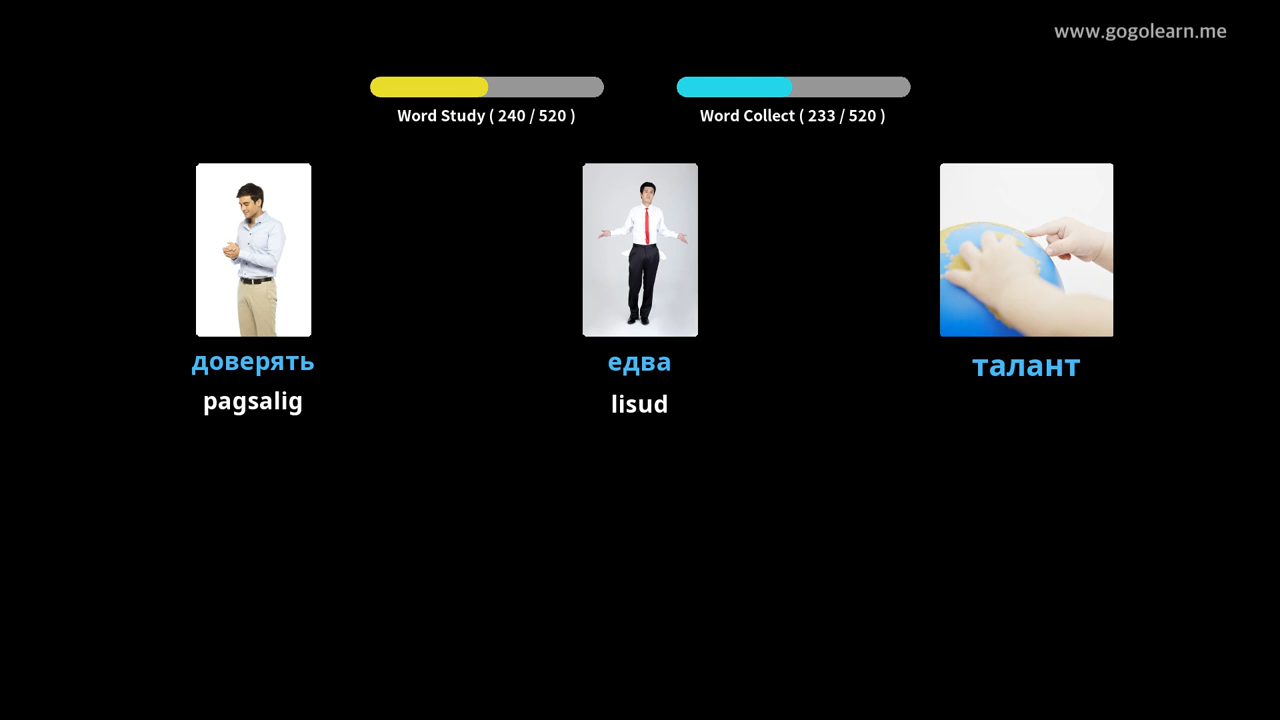 www.gogolearn.me
Word Study ( 240 / 520 )
Word Collect ( 233 / 520 )
доверять
pagsalig
едва
lisud
талант